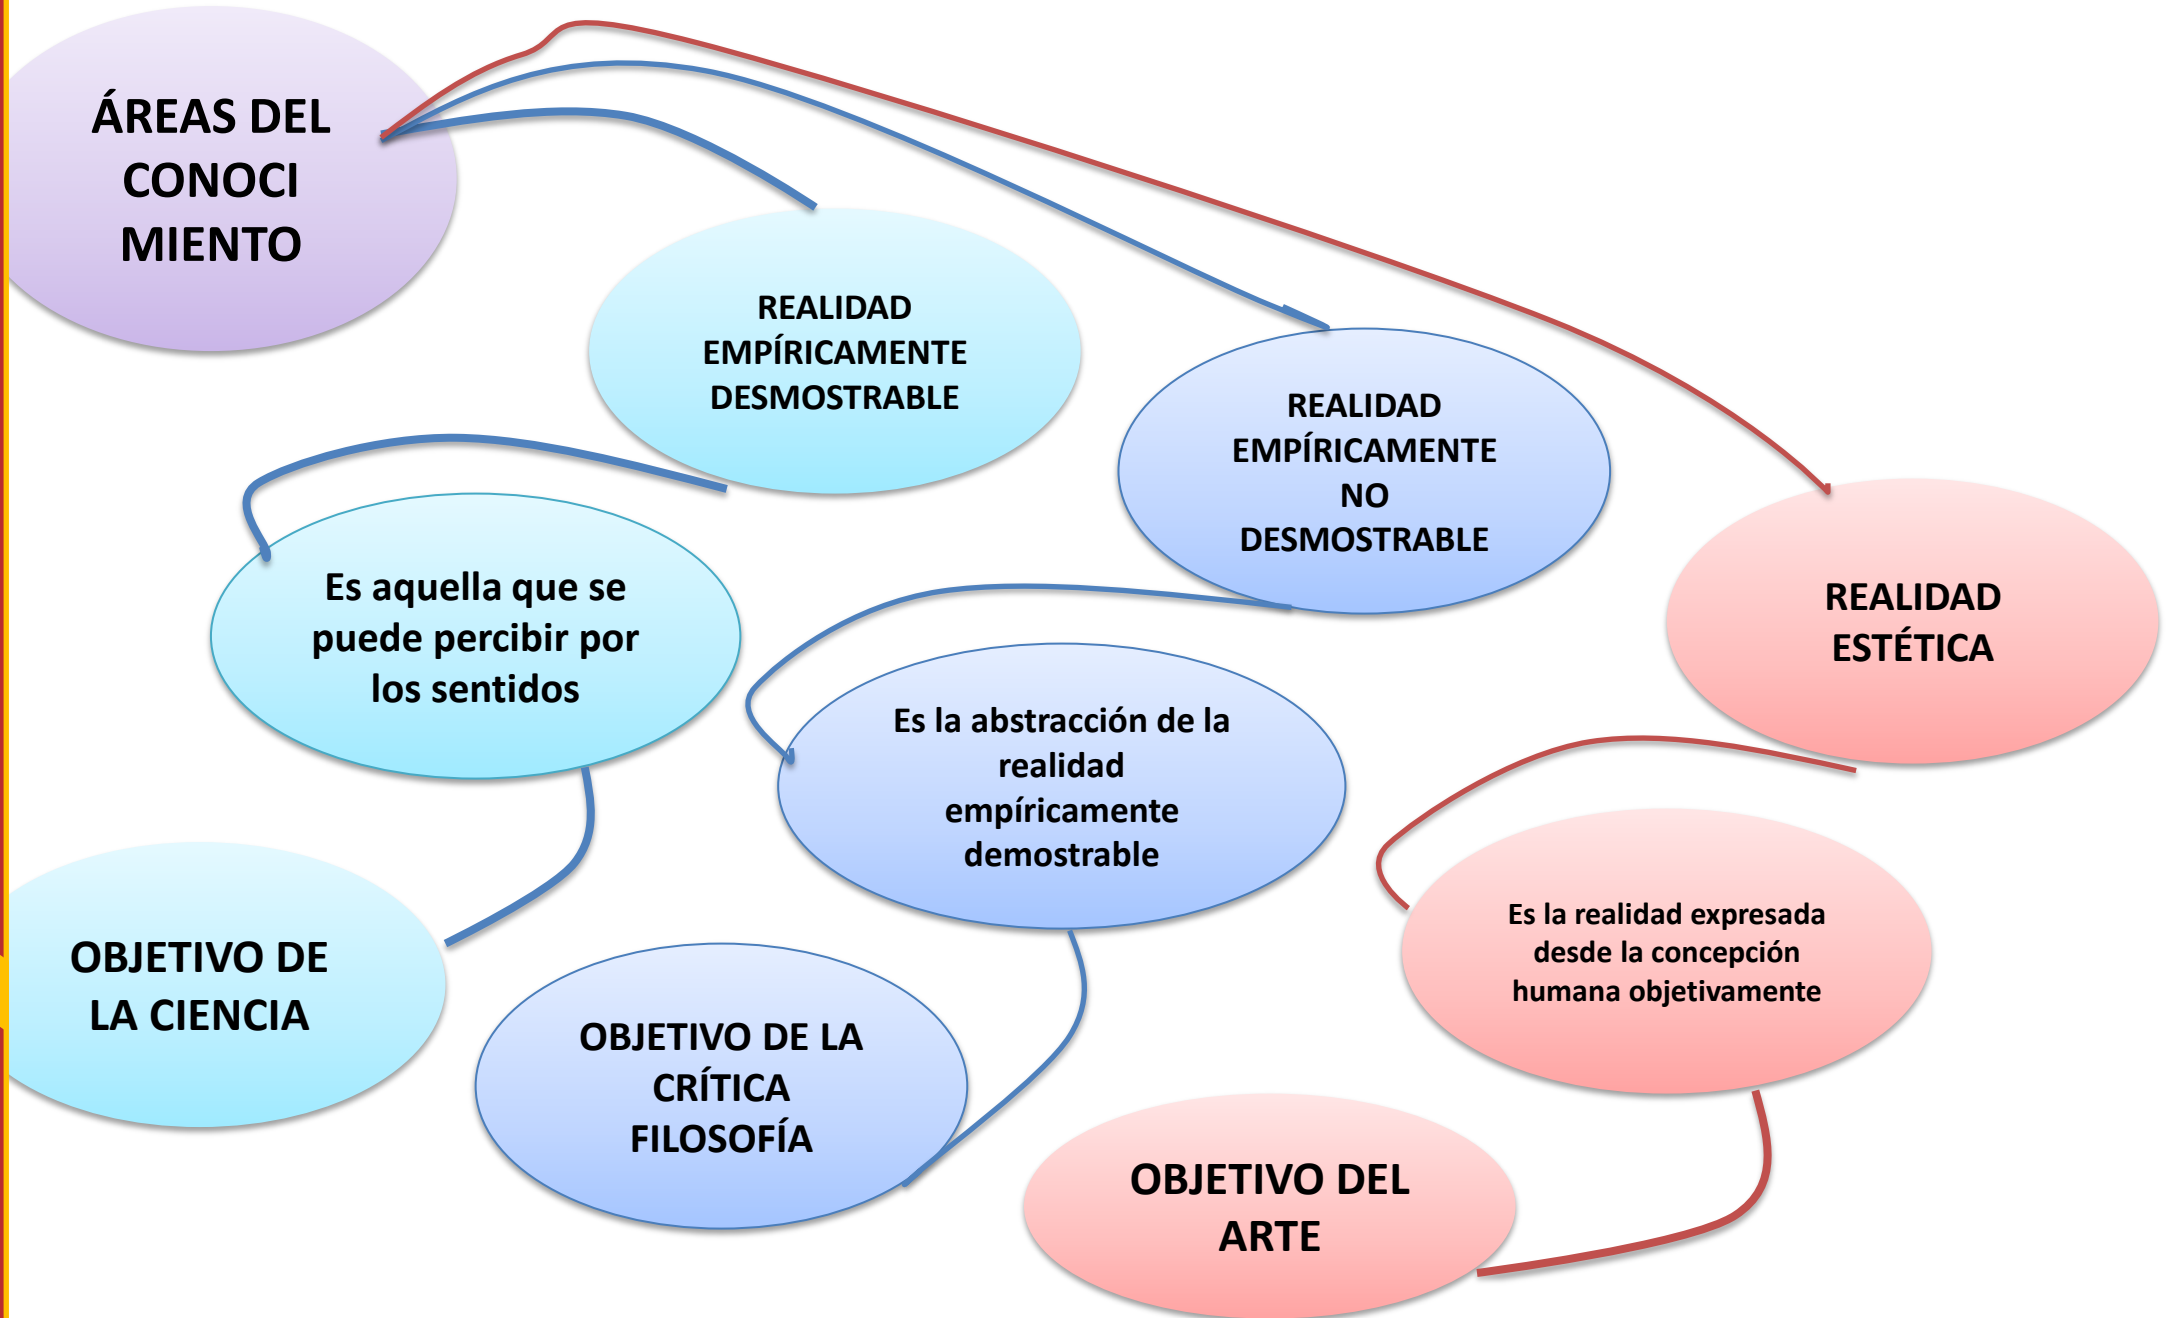 ÁREAS DEL
CONOCI
MIENTO
REALIDAD
EMPÍRICAMENTE
DESMOSTRABLE
REALIDAD
EMPÍRICAMENTE
NO
DESMOSTRABLE
REALIDAD
ESTÉTICA
Es aquella que se
puede percibir por
los sentidos
Es la abstracción de la
realidad
empíricamente
demostrable
Es la realidad expresada
desde la concepción
humana objetivamente
OBJETIVO DE
LA CIENCIA
OBJETIVO DE LA
CRÍTICA
FILOSOFÍA
OBJETIVO DEL
ARTE